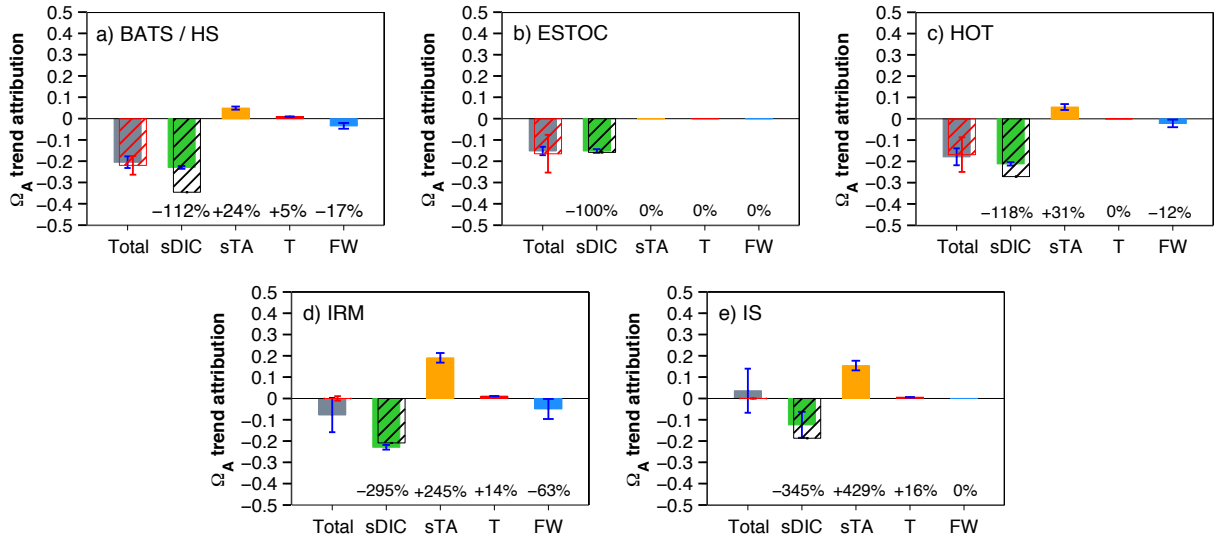 a) BATS / HS
Ω_A trend attribution
0.5
0.4
0.3
0.2
0.1
0
−0.1
−0.2
−0.3
−0.4
−0.5
−112% +24% +5% −17%
Total sDIC sTA T FW
b) ESTOC
Ω_A trend attribution
0.5
0.4
0.3
0.2
0.1
0
−0.1
−0.2
−0.3
−0.4
−0.5
−100% 0% 0% 0%
Total sDIC sTA T FW
c) HOT
Ω_A trend attribution
0.5
0.4
0.3
0.2
0.1
0
−0.1
−0.2
−0.3
−0.4
−0.5
−118% +31% 0% −12%
Total sDIC sTA T FW
d) IRM
Ω_A trend attribution
0.5
0.4
0.3
0.2
0.1
0
−0.1
−0.2
−0.3
−0.4
−0.5
−295% +245% +14% −63%
Total sDIC sTA T FW
e) IS
Ω_A trend attribution
0.5
0.4
0.3
0.2
0.1
0
−0.1
−0.2
−0.3
−0.4
−0.5
−345% +429% +16% 0%
Total sDIC sTA T FW